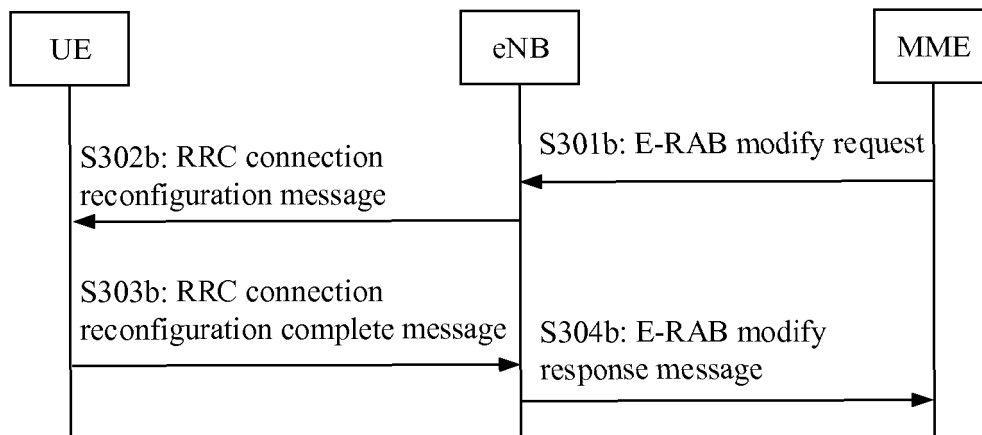 UE
eNB
MME
S301b: E-RAB modify request
S302b: RRC connection
reconfiguration message
S303b: RRC connection
reconfiguration complete message
S304b: E-RAB modify
response message